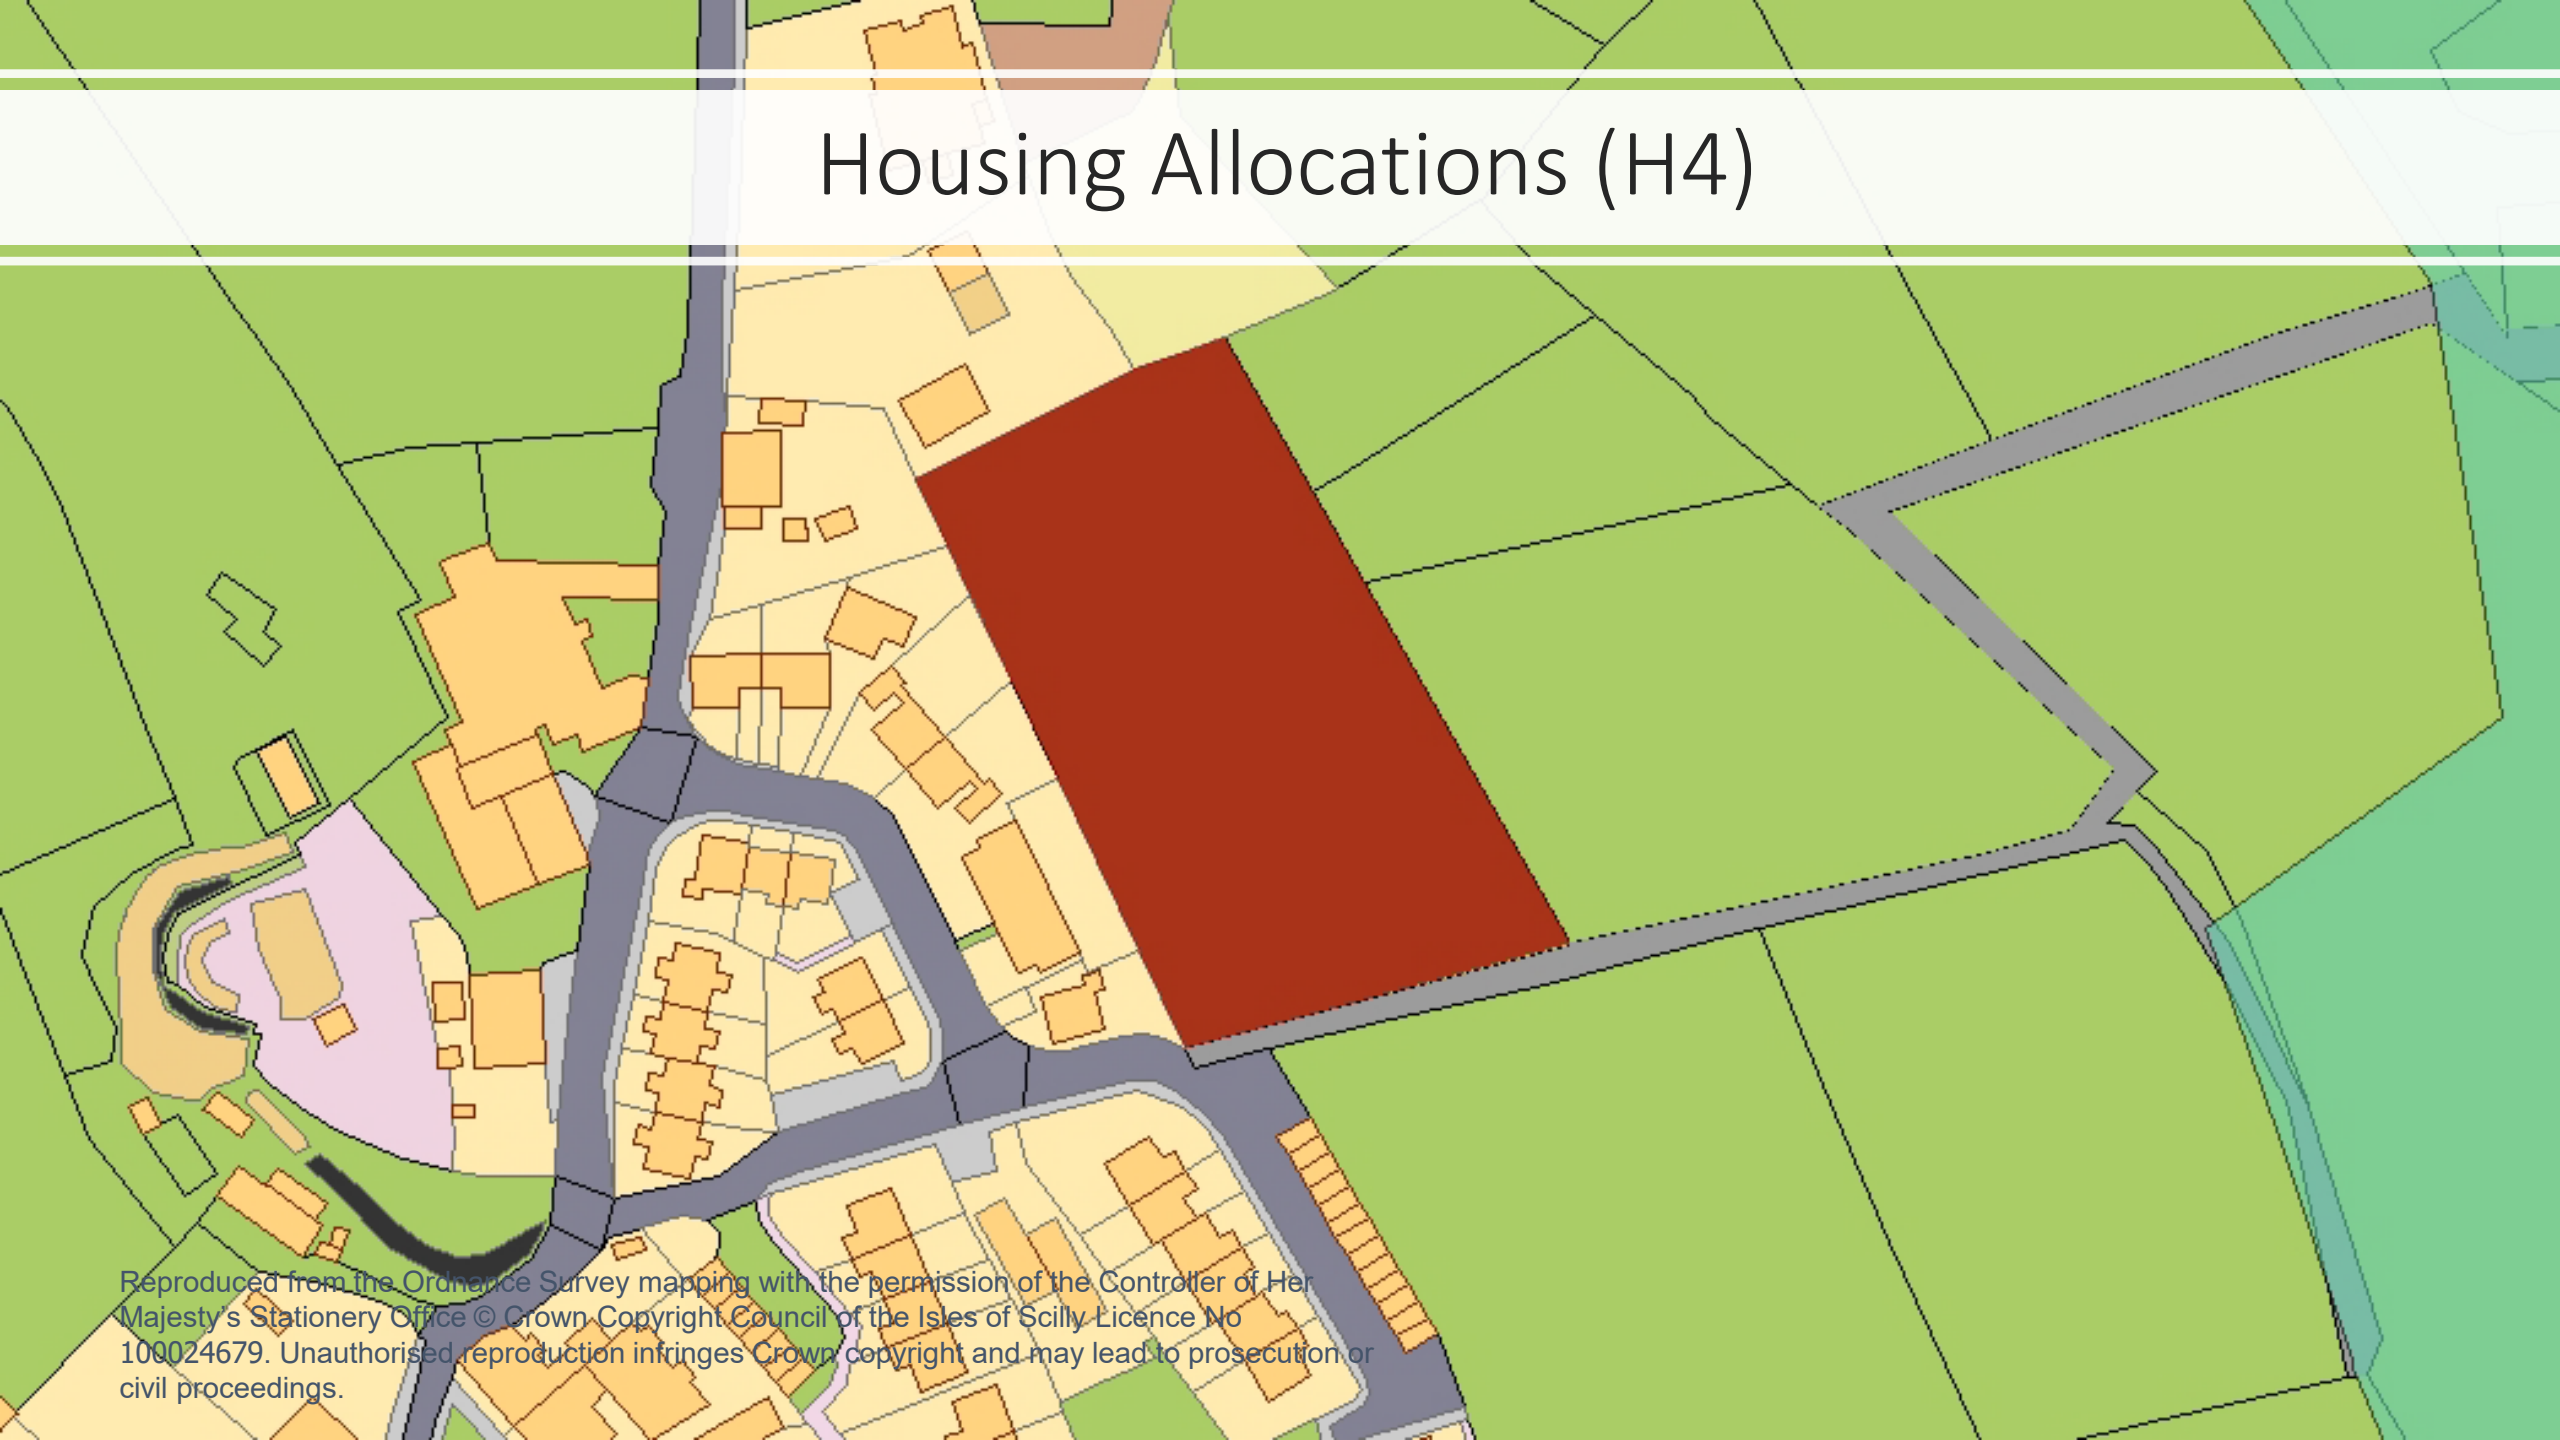 Housing Allocations (H4)
Reproduced from the Ordnance Survey mapping with the permission of the Controller of Her
Majesty's Stationery Office © Crown Copyright Council of the Isles of Scilly Licence No
100024679. Unauthorised reproduction infringes Crown copyright and may lead to prosecution or
civil proceedings.